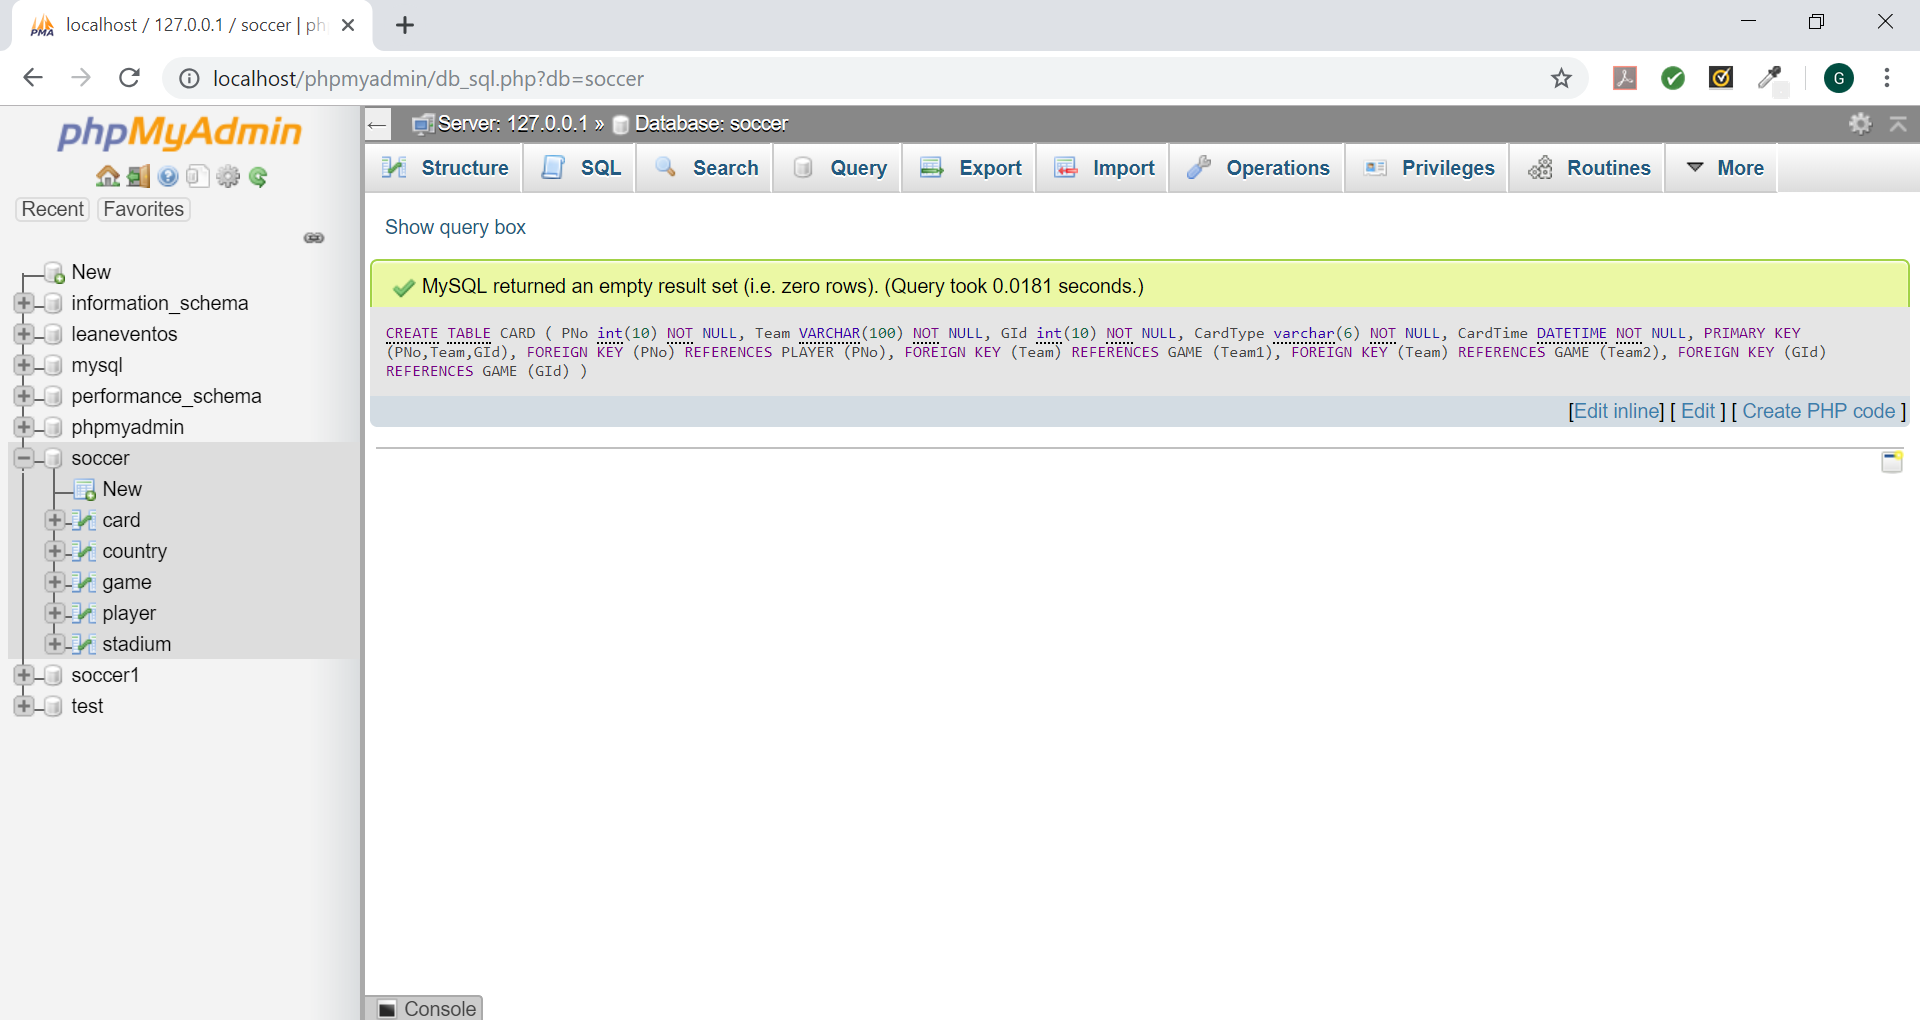 localhost / 127.0.0.1 / soccer | ph
localhost/phpmyadmin/db_sql.php?db=soccer
G
phpMyAdmin
Recent Favorites
New
information_schema
leaneventos
mysql
performance_schema
phpmyadmin
soccer
New
card
country
game
player
stadium
soccer1
test
Server: 127.0.0.1 » Database: soccer
Structure SQL Search Query Export Import Operations Privileges Routines More
Show query box
MySQL returned an empty result set (i.e. zero rows). (Query took 0.0181 seconds.)
CREATE TABLE CARD ( PNo int(10) NOT NULL, Team VARCHAR(100) NOT NULL, GId int(10) NOT NULL, CardType varchar(6) NOT NULL, CardTime DATETIME NOT NULL, PRIMARY KEY
(PNo,Team,GId), FOREIGN KEY (PNo) REFERENCES PLAYER (PNo), FOREIGN KEY (Team) REFERENCES GAME (Team1), FOREIGN KEY (Team) REFERENCES GAME (Team2), FOREIGN KEY (GId)
REFERENCES GAME (GId) )
[Edit inline] [ Edit ] [ Create PHP code ]
Console